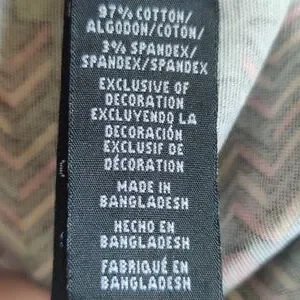 97% COTTON/
ALGODON/COTON/
3% SPANDEX/
SPANDEX/SPANDEX
EXCLUSIVE OF
DECORATION
EXCLUYENDO LA
DECORACIÓN
EXCLUSIF DE
DÉCORATION
MADE IN
BANGLADESH
HECHO EN
BANGLADESH
FABRIQUÉ EN
BANGLADESH